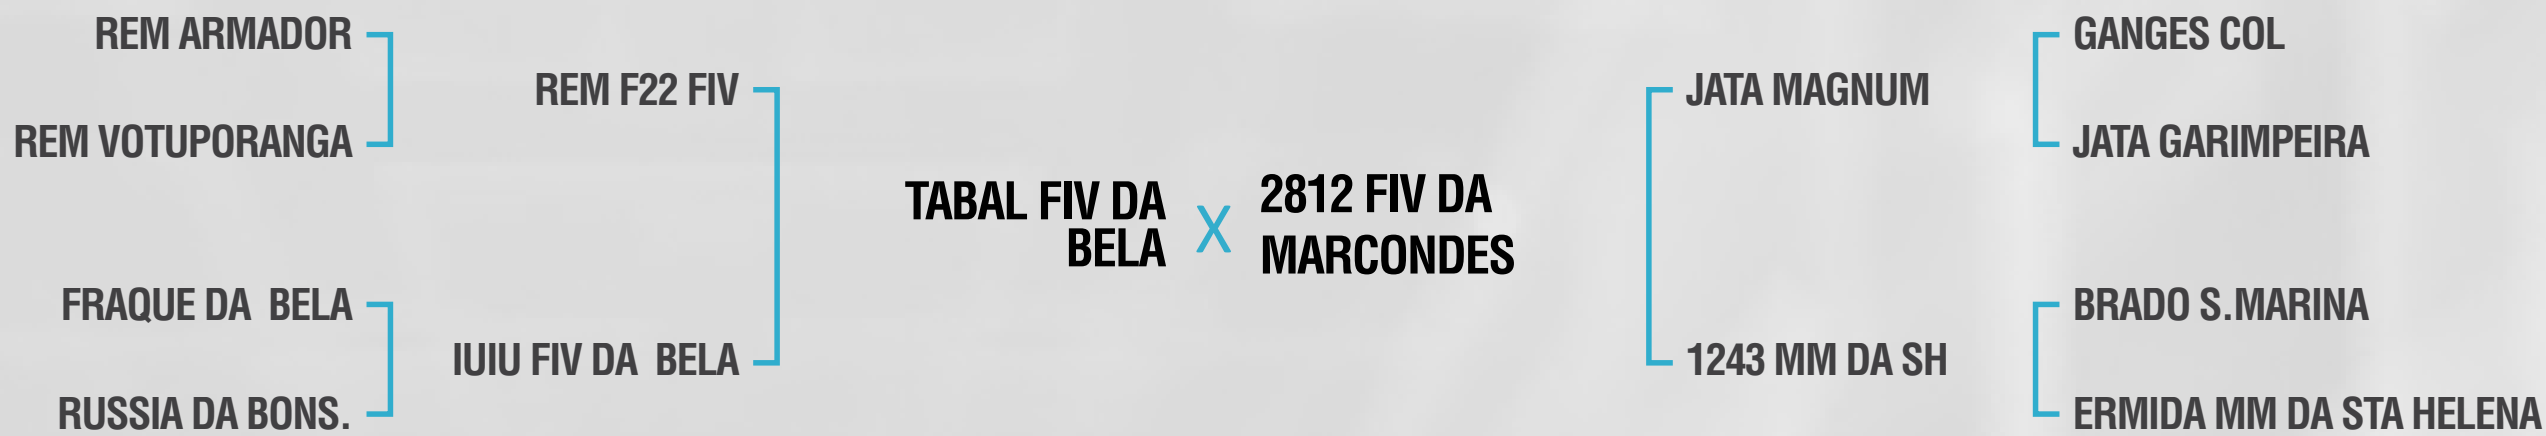 REM ARMADOR
REM VOTUPORANGA
FRAQUE DA  BELA
RUSSIA DA BONS.
REM F22 FIV
IUIU FIV DA  BELA
TABAL FIV DA
BELA
X
2812 FIV DA
MARCONDES
JATA MAGNUM
1243 MM DA SH
GANGES COL
JATA GARIMPEIRA
BRADO S.MARINA
ERMIDA MM DA STA HELENA